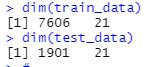 > dim(train_data)
[1] 7606 21
> dim(test_data)
[1] 1901 21
> #